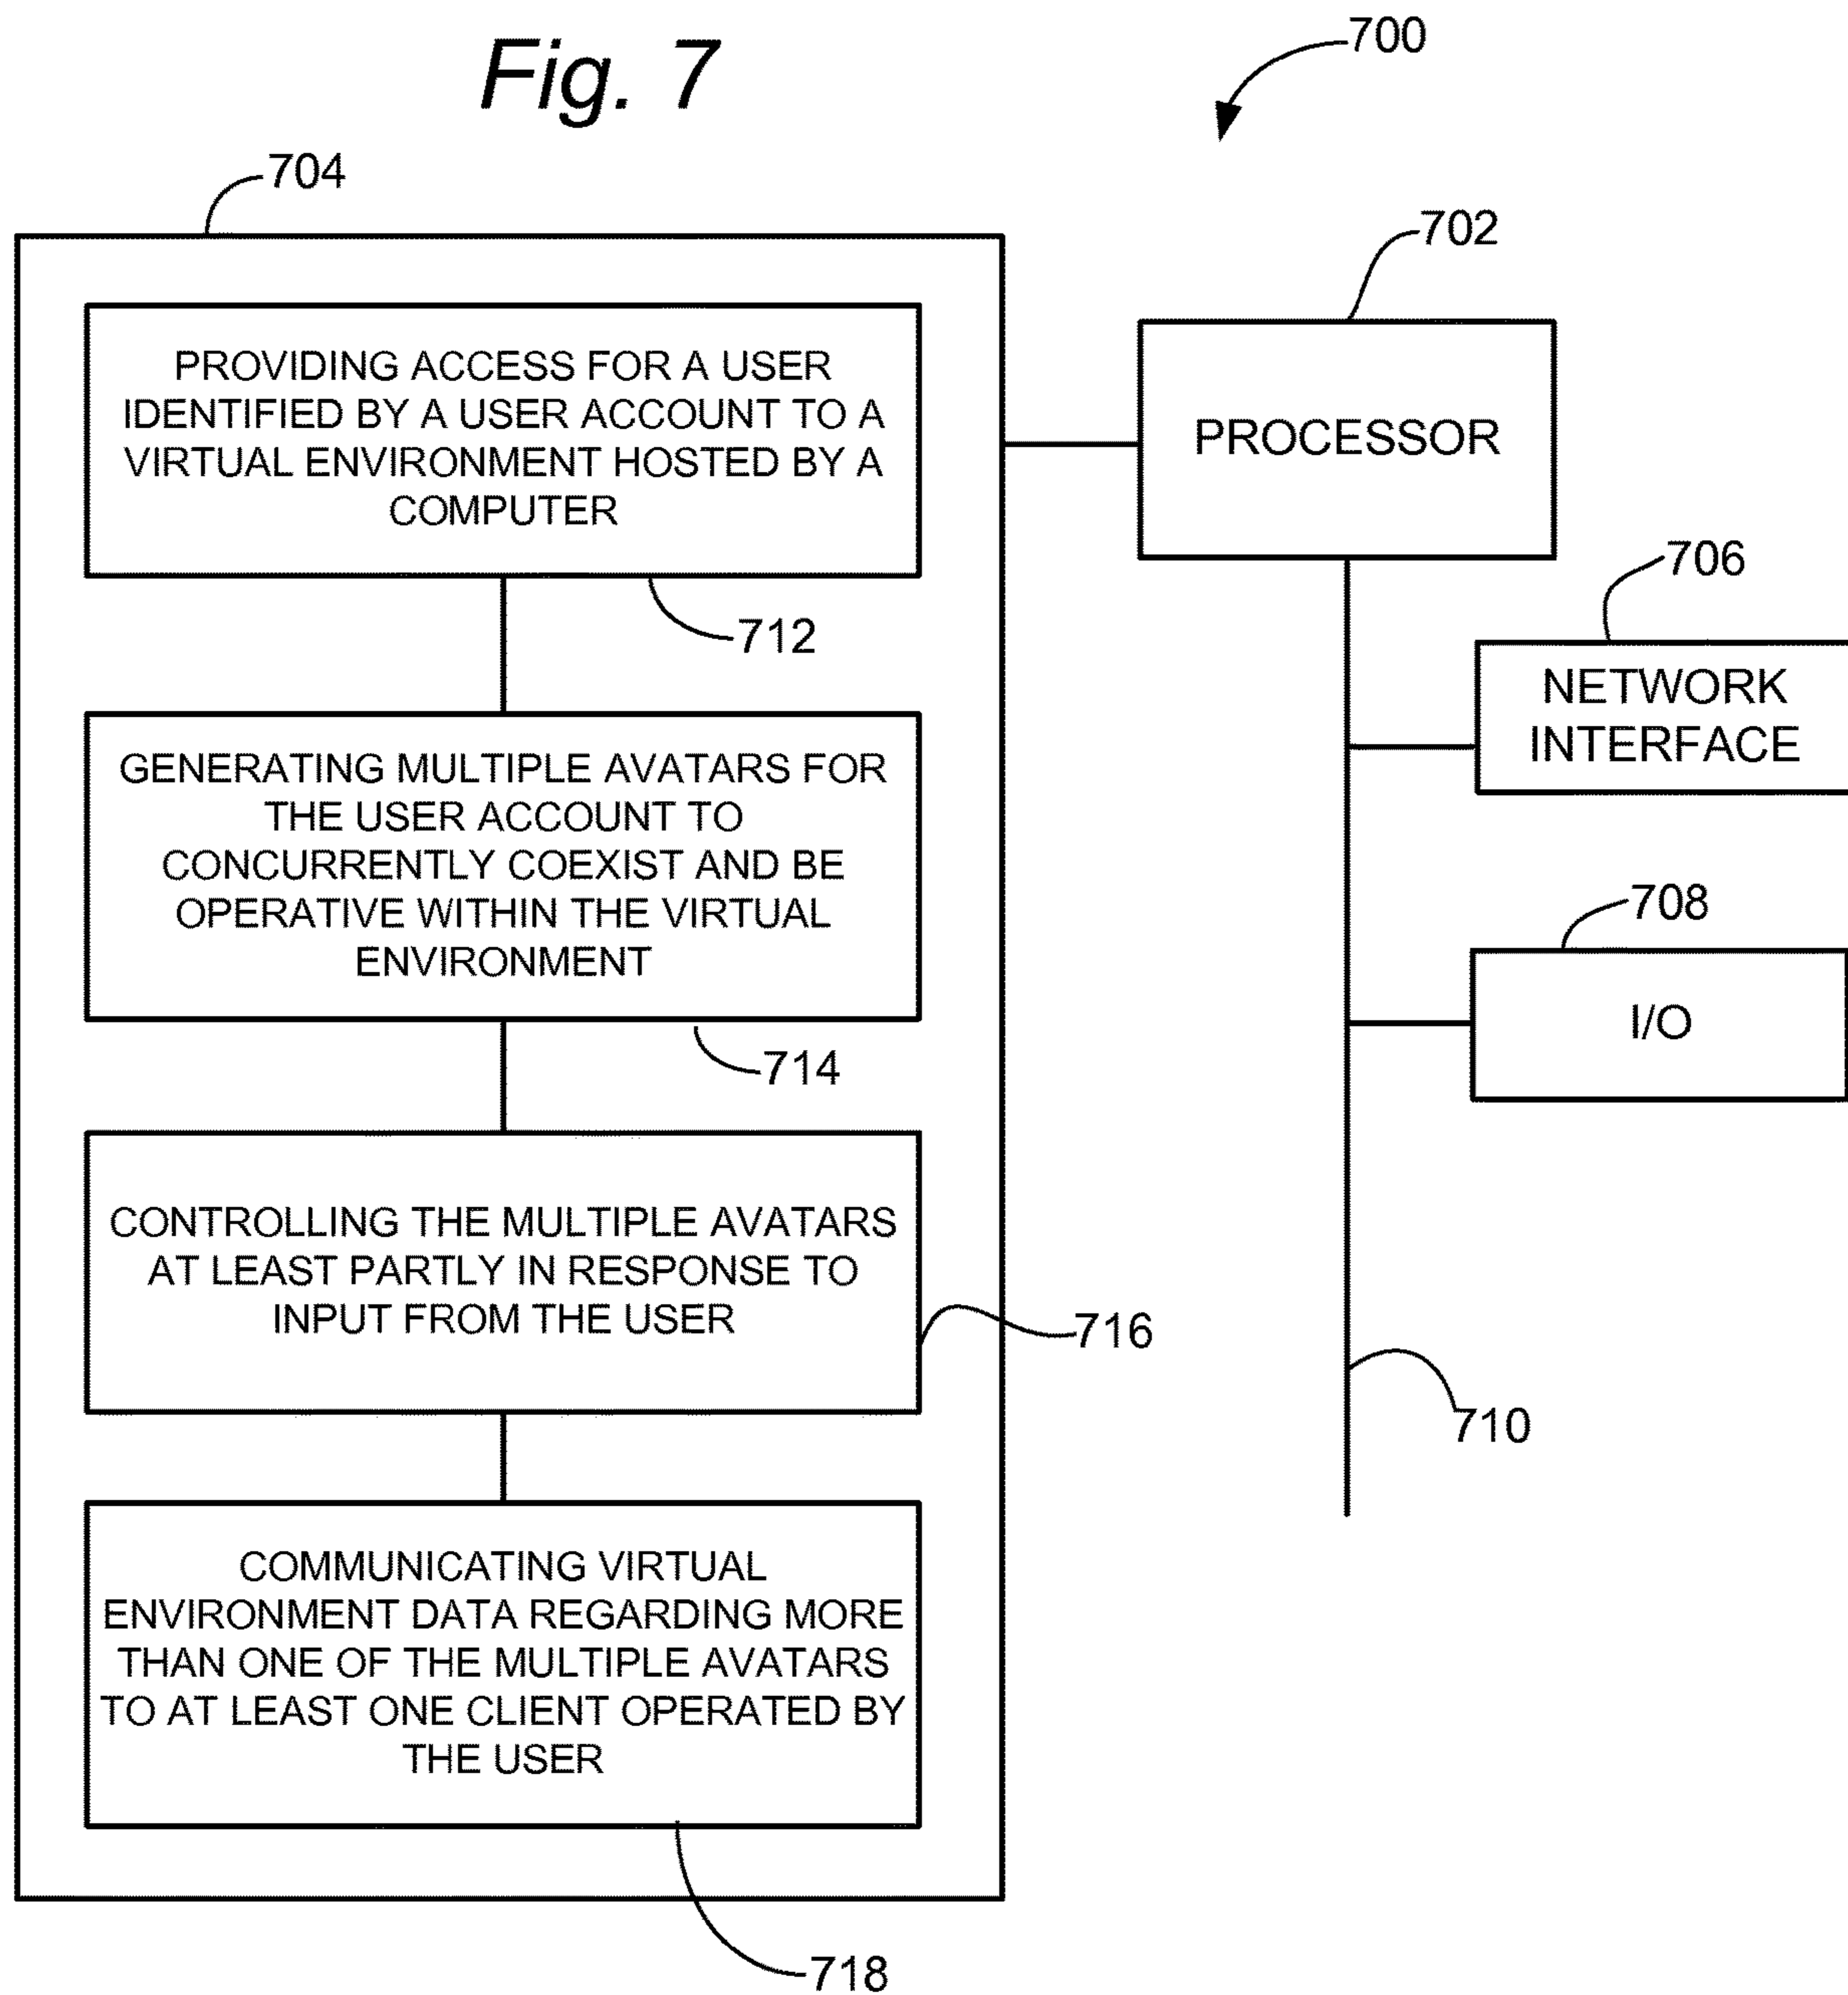 Fig. 7
700
704
702
PROVIDING ACCESS FOR A USER
IDENTIFIED BY A USER ACCOUNT TO A
VIRTUAL ENVIRONMENT HOSTED BY A
COMPUTER
712
PROCESSOR
706
NETWORK
INTERFACE
GENERATING MULTIPLE AVATARS FOR
THE USER ACCOUNT TO
CONCURRENTLY COEXIST AND BE
OPERATIVE WITHIN THE VIRTUAL
ENVIRONMENT
714
708
I/O
CONTROLLING THE MULTIPLE AVATARS
AT LEAST PARTLY IN RESPONSE TO
INPUT FROM THE USER
716
710
COMMUNICATING VIRTUAL
ENVIRONMENT DATA REGARDING MORE
THAN ONE OF THE MULTIPLE AVATARS
TO AT LEAST ONE CLIENT OPERATED BY
THE USER
718